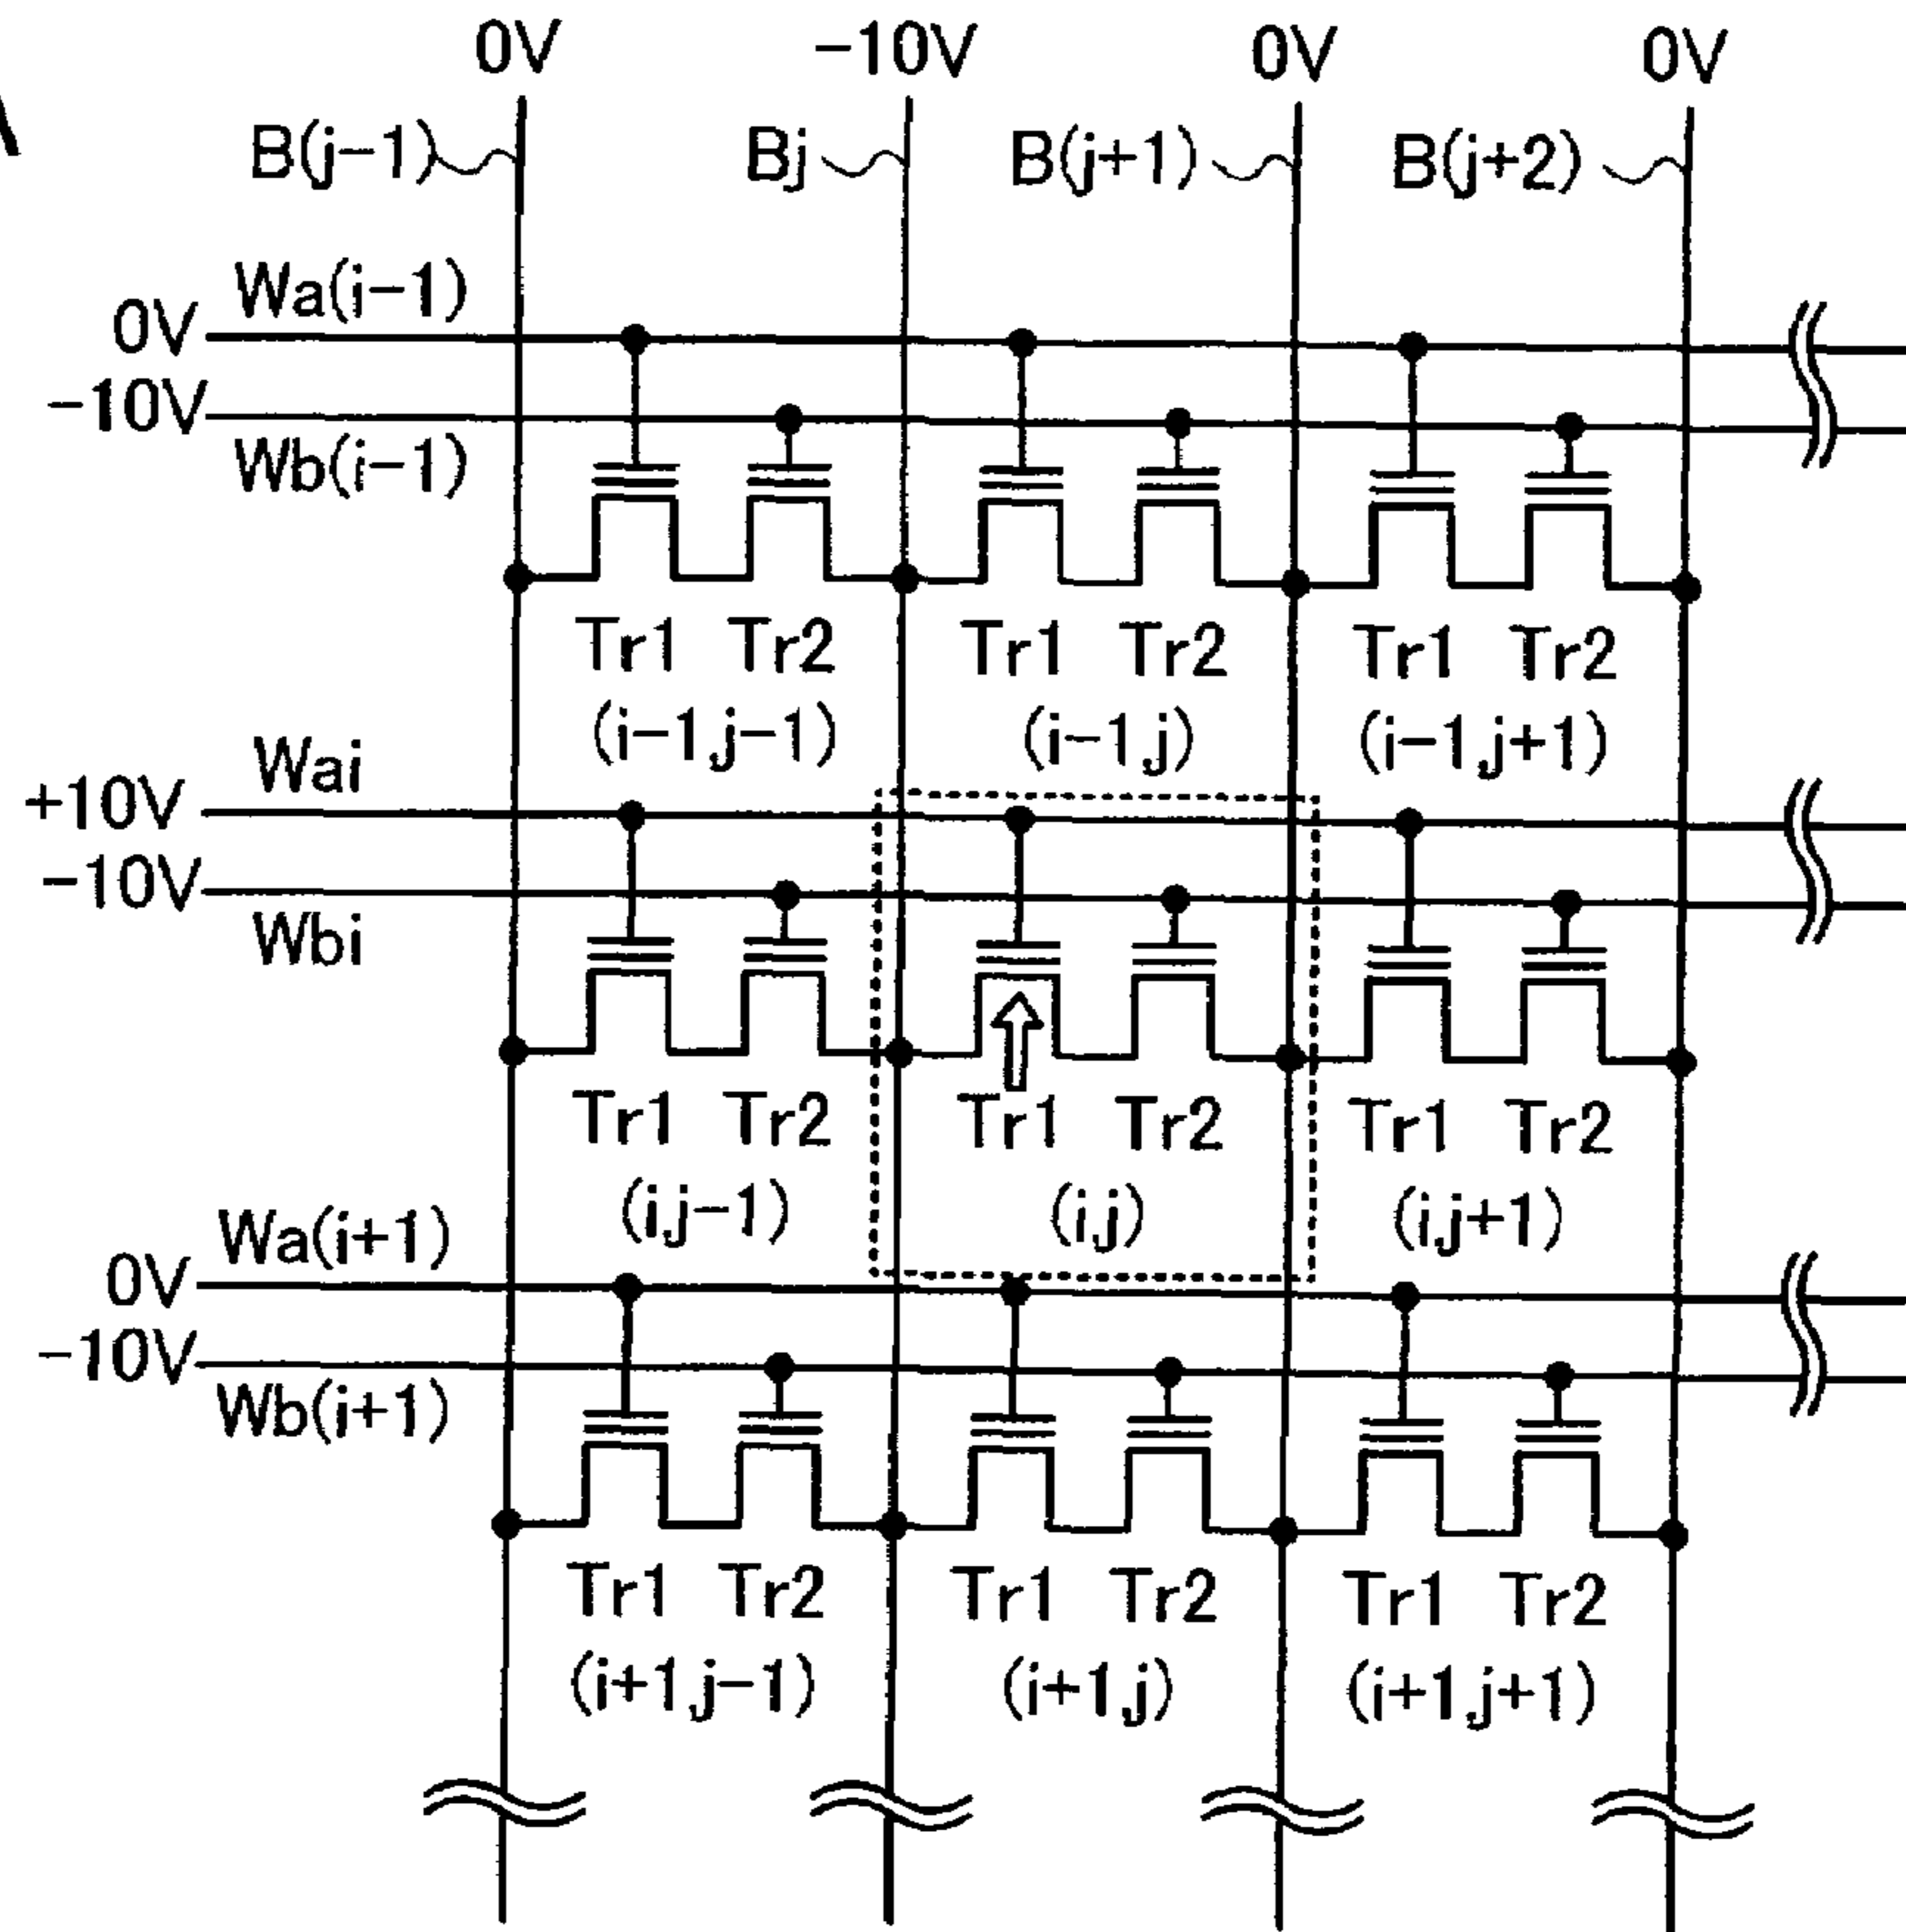 0V -10V 0V 0V
A
B(j-1) Bj B(j+1) B(j+2)
Wa(i-1)
0V
-10V
Wb(i-1)
Tr1 Tr2 Tr1 Tr2 Tr1 Tr2
(i-1,j-1) (i-1,j) (i-1,j+1)
Wai
+10V
-10V
Wbi
Tr1 Tr2 Tr1 Tr2 Tr1 Tr2
(i,j-1) (i,j) (i,j+1)
Wa(i+1)
0V
-10V
Wb(i+1)
Tr1 Tr2 Tr1 Tr2 Tr1 Tr2
(i+1,j-1) (i+1,j) (i+1,j+1)